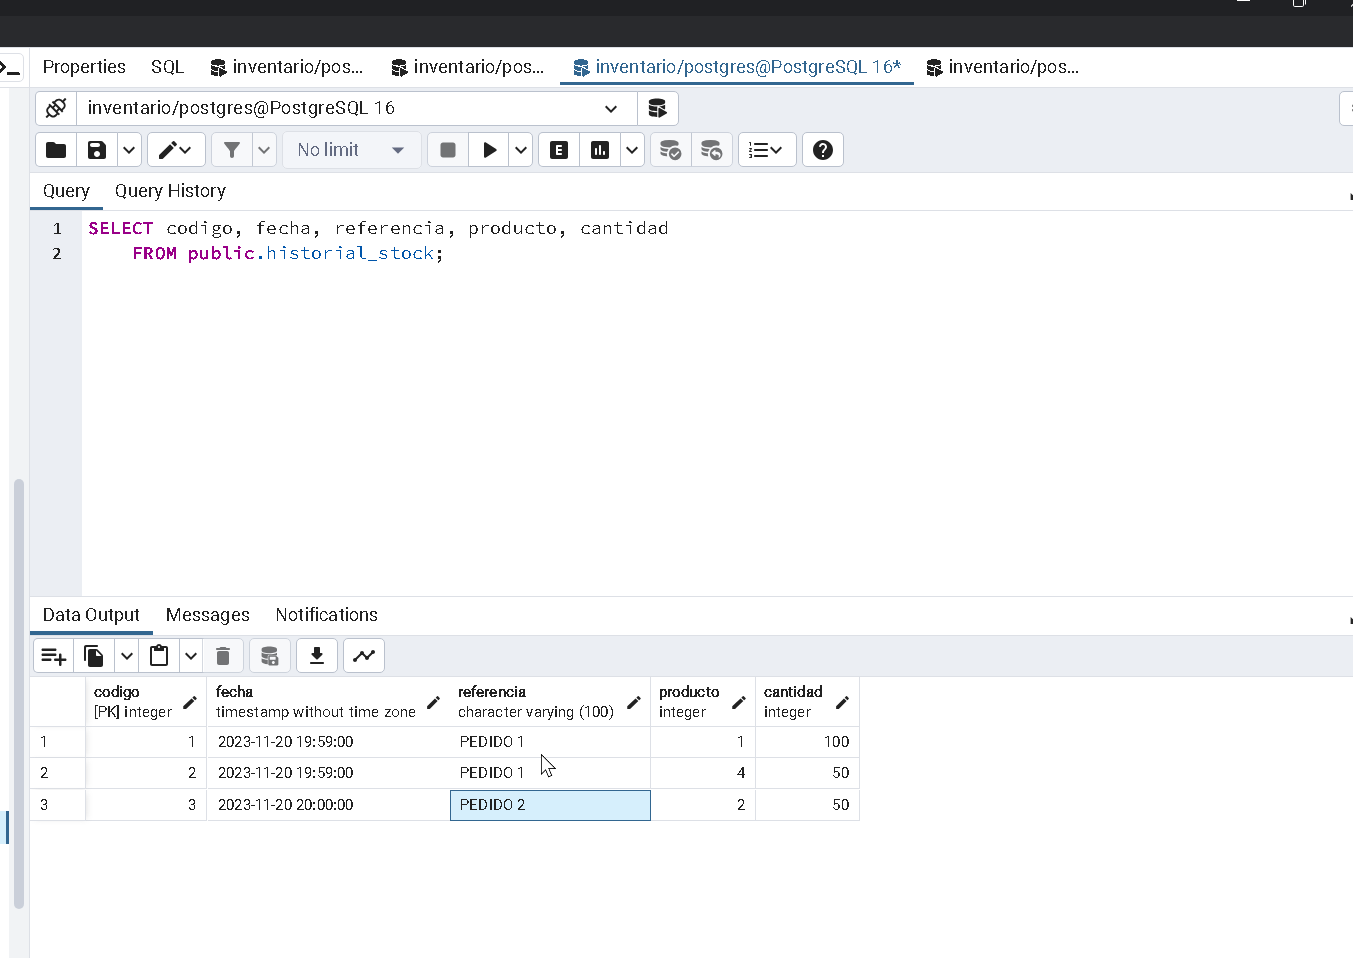 Properties SQL inventario/pos... inventario/pos... inventario/postgres@PostgreSQL 16* inventario/pos...
inventario/postgres@PostgreSQL 16
No limit E
Query Query History
1 SELECT codigo, fecha, referencia, producto, cantidad
2 FROM public.historial_stock;
Data Output Messages Notifications
codigo fecha referencia producto cantidad
[PK] integer timestamp without time zone character varying (100) integer integer
1 1 2023-11-20 19:59:00 PEDIDO 1 1 100
2 2 2023-11-20 19:59:00 PEDIDO 1 4 50
3 3 2023-11-20 20:00:00 PEDIDO 2 2 50